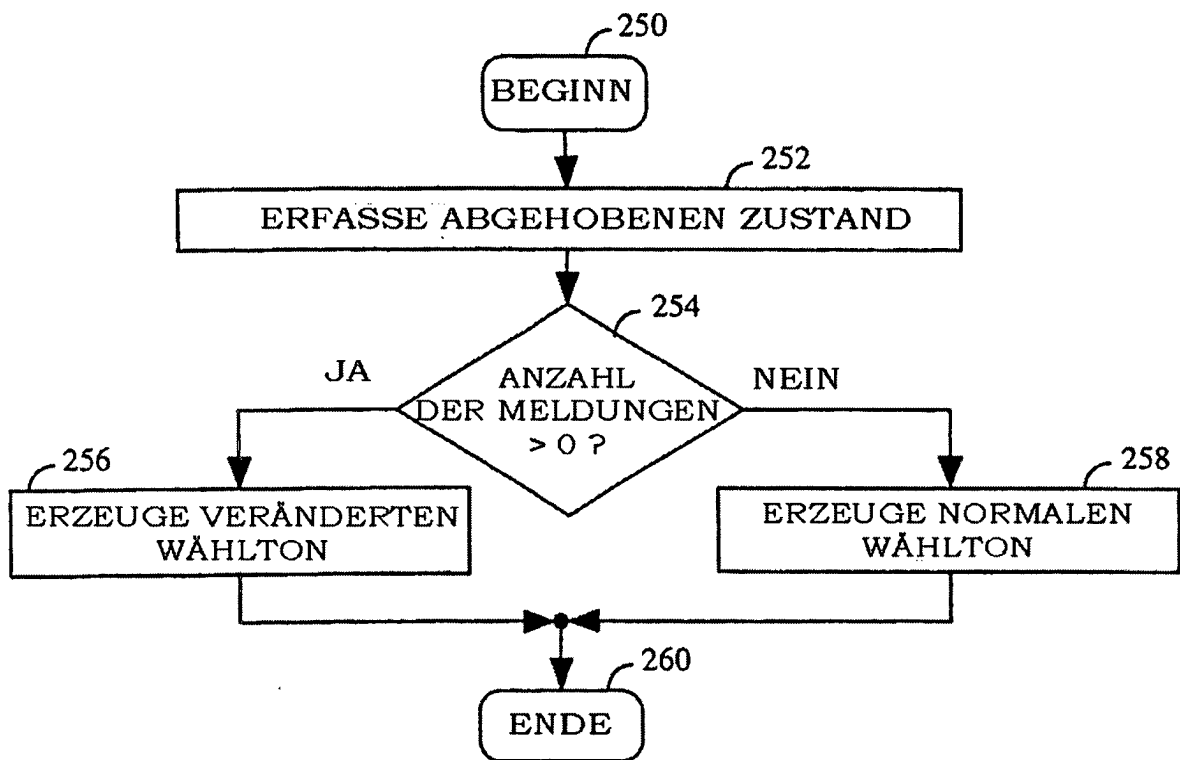 250
BEGINN
252
ERFASSE ABGEHOBENEN ZUSTAND
254
JA
ANZAHL
DER MELDUNGEN
> 0 ?
NEIN
256
ERZEUGE VERÄNDERTEN
WÄHLTON
258
ERZEUGE NORMALEN
WÄHLTON
260
ENDE